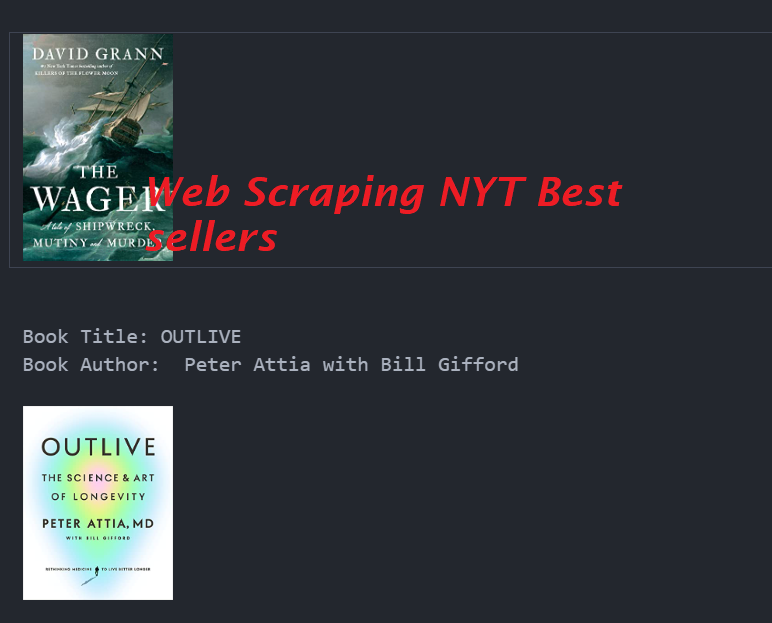 DAVID GRANN
the New York Times bestselling author of
KILLERS OF THE FLOWER MOON
THE
WAGER
A tale of SHIPWRECK,
MUTINY and MURDER
Web Scraping NYT Best
sellers
Book Title: OUTLIVE
Book Author:  Peter Attia with Bill Gifford
OUTLIVE
THE SCIENCE & ART
OF LONGEVITY
PETER ATTIA, MD
WITH BILL GIFFORD
RETHINKING MEDICINE TO LIVE BETTER LONGER